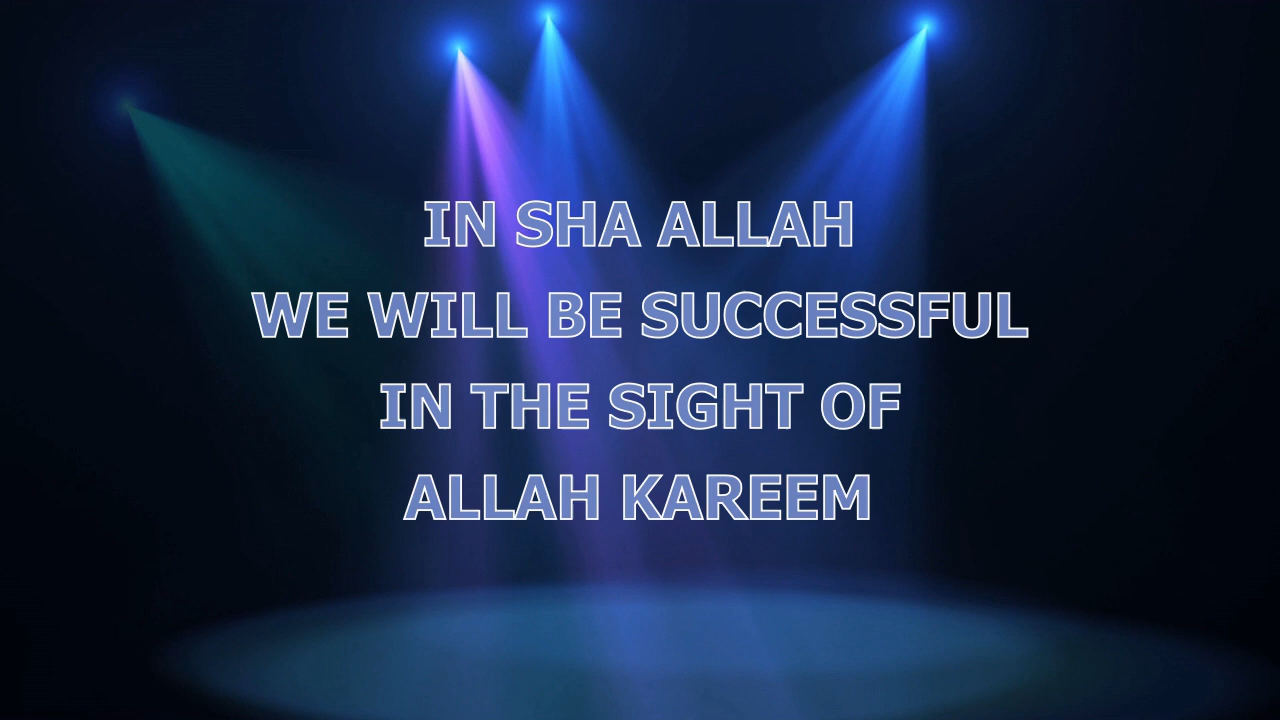 IN SHA ALLAH
WE WILL BE SUCCESSFUL
IN THE SIGHT OF
ALLAH KAREEM